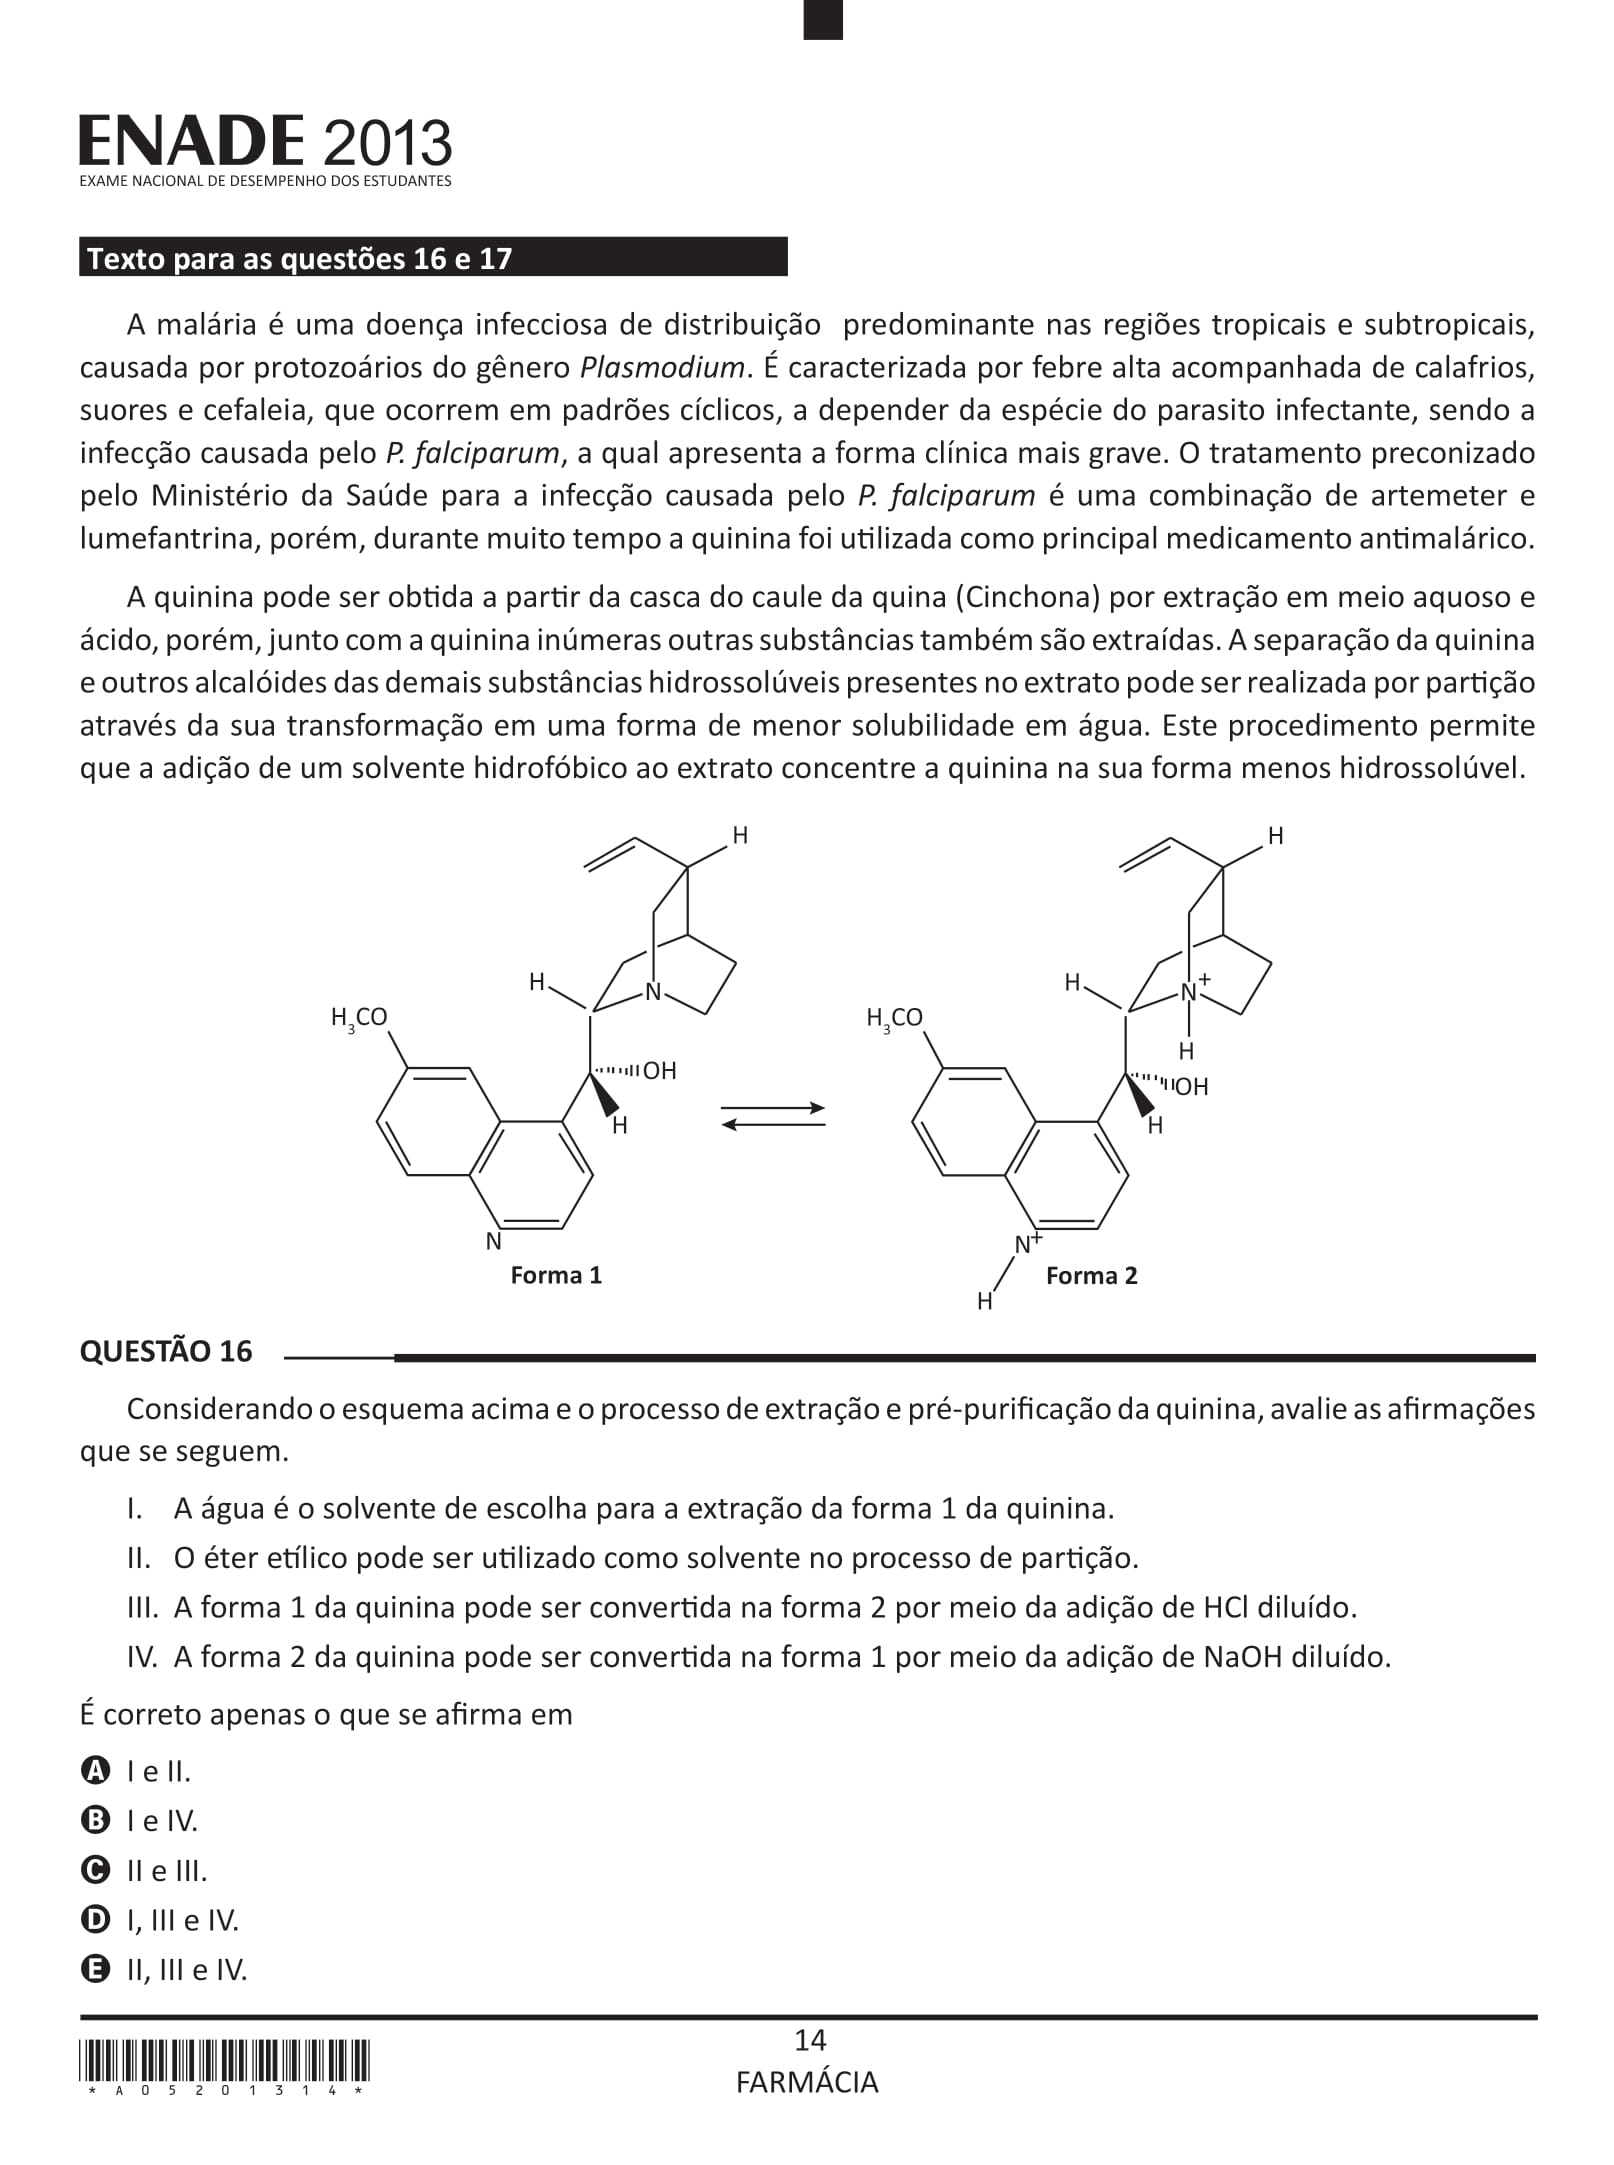 ENADE 2013
EXAME NACIONAL DE DESEMPENHO DOS ESTUDANTES
Texto para as questões 16 e 17
A malária é uma doença infecciosa de distribuição predominante nas regiões tropicais e subtropicais,
causada por protozoários do gênero Plasmodium. É caracterizada por febre alta acompanhada de calafrios,
suores e cefaleia, que ocorrem em padrões cíclicos, a depender da espécie do parasito infectante, sendo a
infecção causada pelo P. falciparum, a qual apresenta a forma clínica mais grave. O tratamento preconizado
pelo Ministério da Saúde para a infecção causada pelo P. falciparum é uma combinação de artemeter e
lumefantrina, porém, durante muito tempo a quinina foi utilizada como principal medicamento antimalárico.
A quinina pode ser obtida a partir da casca do caule da quina (Cinchona) por extração em meio aquoso e
ácido, porém, junto com a quinina inúmeras outras substâncias também são extraídas. A separação da quinina
e outros alcalóides das demais substâncias hidrossolúveis presentes no extrato pode ser realizada por partição
através da sua transformação em uma forma de menor solubilidade em água. Este procedimento permite
que a adição de um solvente hidrofóbico ao extrato concentre a quinina na sua forma menos hidrossolúvel.
H
H
N
H₃CO
OH
H
N
Forma 1
H
H
N+
H
H₃CO
OH
H
N+
H
Forma 2
QUESTÃO 16
Considerando o esquema acima e o processo de extração e pré-purificação da quinina, avalie as afirmações
que se seguem.
I. A água é o solvente de escolha para a extração da forma 1 da quinina.
II. O éter etílico pode ser utilizado como solvente no processo de partição.
III. A forma 1 da quinina pode ser convertida na forma 2 por meio da adição de HCl diluído.
IV. A forma 2 da quinina pode ser convertida na forma 1 por meio da adição de NaOH diluído.
É correto apenas o que se afirma em
A I e II.
B I e IV.
C II e III.
D I, III e IV.
E II, III e IV.
14
FARMÁCIA
* A 0 5 2 0 1 3 1 4 *